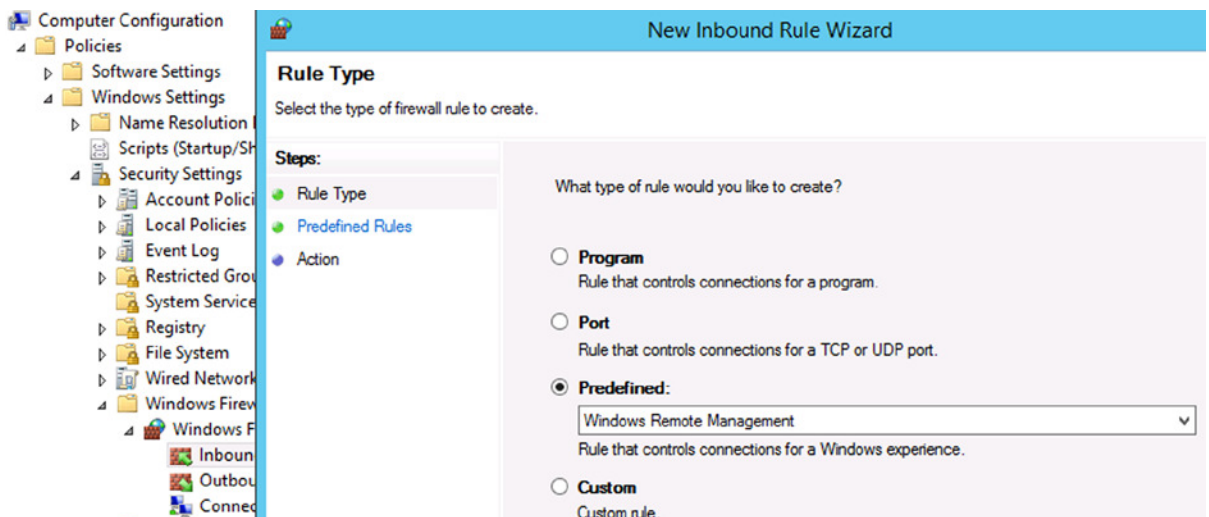 Computer Configuration
Policies
Software Settings
Windows Settings
Name Resolution
Scripts (Startup/Sh
Security Settings
Account Polici
Local Policies
Event Log
Restricted Grou
System Service
Registry
File System
Wired Network
Windows Firew
Windows F
Inboun
Outbou
Connec
New Inbound Rule Wizard
Rule Type
Select the type of firewall rule to create.
Steps:
Rule Type
Predefined Rules
Action
What type of rule would you like to create?
Program
Rule that controls connections for a program.
Port
Rule that controls connections for a TCP or UDP port.
Predefined:
Windows Remote Management
Rule that controls connections for a Windows experience.
Custom
Custom rule